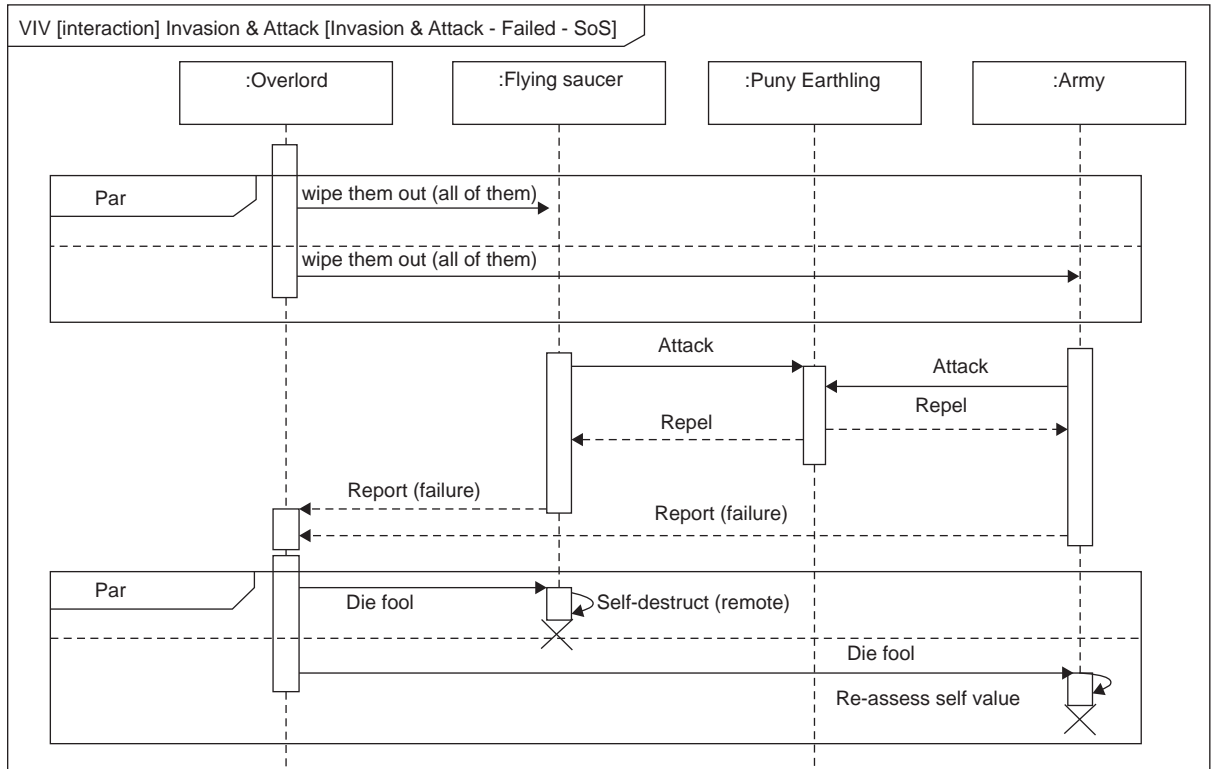 VIV [interaction] Invasion & Attack [Invasion & Attack - Failed - SoS]
:Overlord
:Flying saucer
:Puny Earthling
:Army
Par
wipe them out (all of them)
wipe them out (all of them)
Attack
Attack
Repel
Repel
Report (failure)
Report (failure)
Par
Die fool
Self-destruct (remote)
Die fool
Re-assess self value